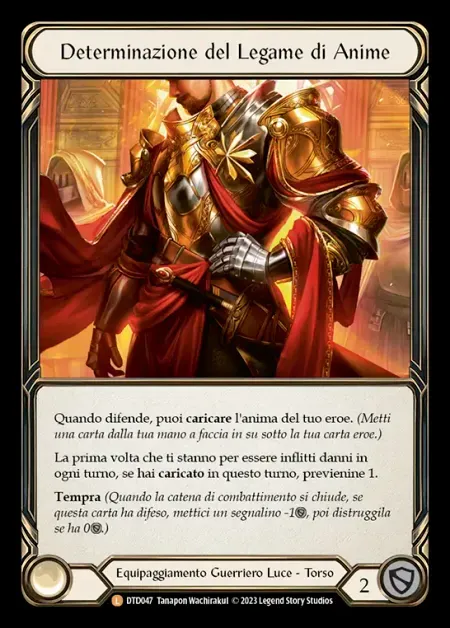 Determinazione del Legame di Anime
Quando difende, puoi caricare l'anima del tuo eroe. (Metti
una carta dalla tua mano a faccia in su sotto la tua carta eroe.)
La prima volta che ti stanno per essere inflitti danni in
ogni turno, se hai caricato in questo turno, previenine 1.
Tempra (Quando la catena di combattimento si chiude, se
questa carta ha difeso, mettici un segnalino -1, poi distruggila
se ha 0.)
Equipaggiamento Guerriero Luce - Torso
2
L DTD047 Tanapon Wachirakul © 2023 Legend Story Studios